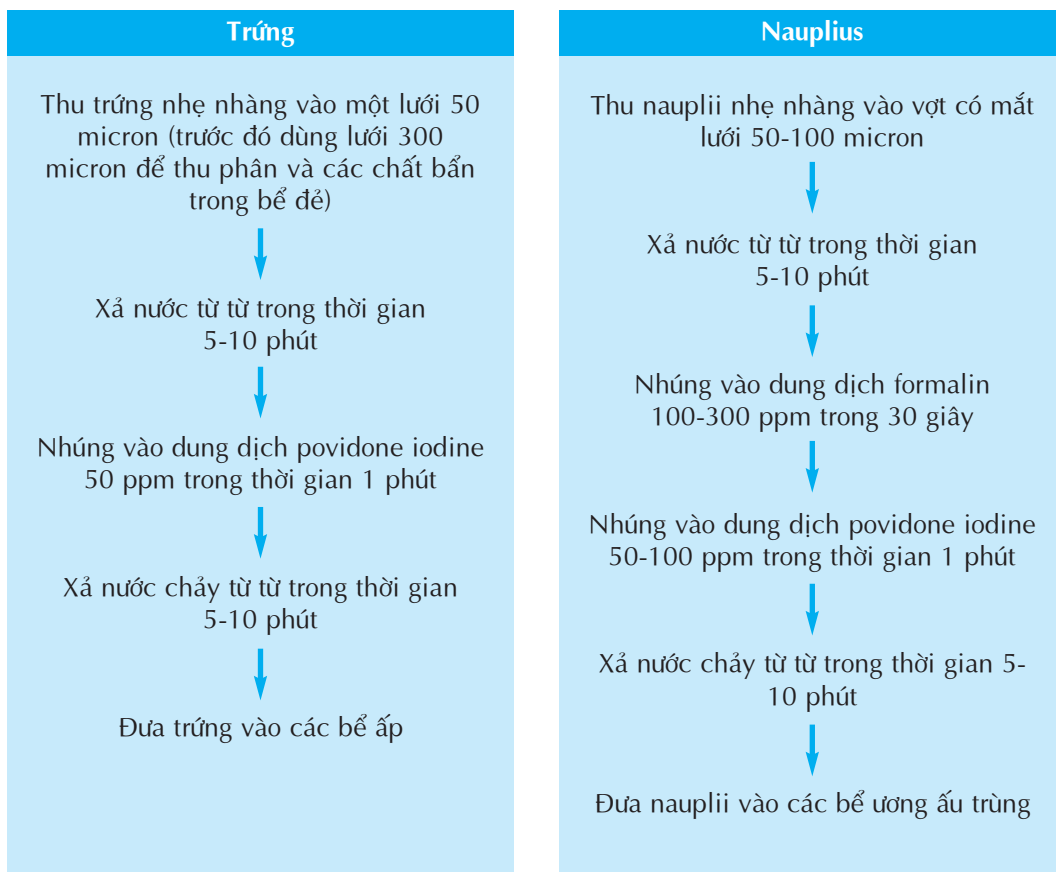 Trứng
Thu trứng nhẹ nhàng vào một lưới 50
micron (trước đó dùng lưới 300
micron để thu phân và các chất bẩn
trong bể đẻ)
Xả nước từ từ trong thời gian
5-10 phút
Nhúng vào dung dịch povidone iodine
50 ppm trong thời gian 1 phút
Xả nước chảy từ từ trong thời gian
5-10 phút
Đưa trứng vào các bể ấp
Nauplius
Thu nauplii nhẹ nhàng vào vợt có mắt
lưới 50-100 micron
Xả nước từ từ trong thời gian
5-10 phút
Nhúng vào dung dịch formalin
100-300 ppm trong 30 giây
Nhúng vào dung dịch povidone iodine
50-100 ppm trong thời gian 1 phút
Xả nước chảy từ từ trong thời gian 5-
10 phút
Đưa nauplii vào các bể ương ấu trùng